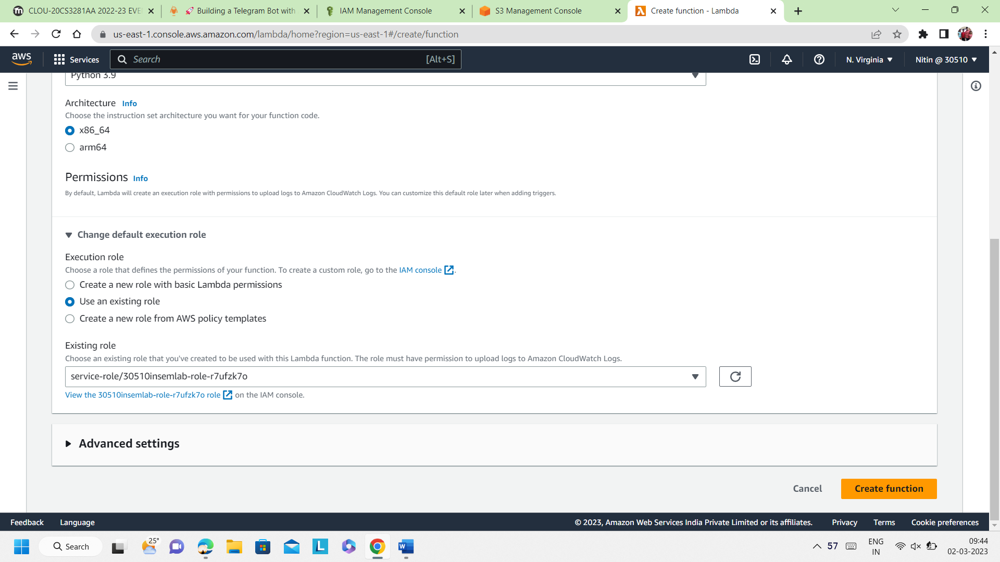 CLOU-20CS3281AA 2022-23 EVE
🚀 Building a Telegram Bot with
IAM Management Console
S3 Management Console
Create function - Lambda
us-east-1.console.aws.amazon.com/lambda/home?region=us-east-1#/create/function
aws
Services
Search
[Alt+S]
N. Virginia
Nitin @ 30510
Python 3.9
Architecture Info
Choose the instruction set architecture you want for your function code.
x86_64
arm64
Permissions Info
By default, Lambda will create an execution role with permissions to upload logs to Amazon CloudWatch Logs. You can customize this default role later when adding triggers.
Change default execution role
Execution role
Choose a role that defines the permissions of your function. To create a custom role, go to the IAM console .
Create a new role with basic Lambda permissions
Use an existing role
Create a new role from AWS policy templates
Existing role
Choose an existing role that you've created to be used with this Lambda function. The role must have permission to upload logs to Amazon CloudWatch Logs.
service-role/30510insemlab-role-r7ufzk7o
View the 30510insemlab-role-r7ufzk7o role on the IAM console.
Advanced settings
Cancel
Create function
Feedback
Language
© 2023, Amazon Web Services India Private Limited or its affiliates.
Privacy
Terms
Cookie preferences
Search
25°
57
ENG
IN
09:44
02-03-2023